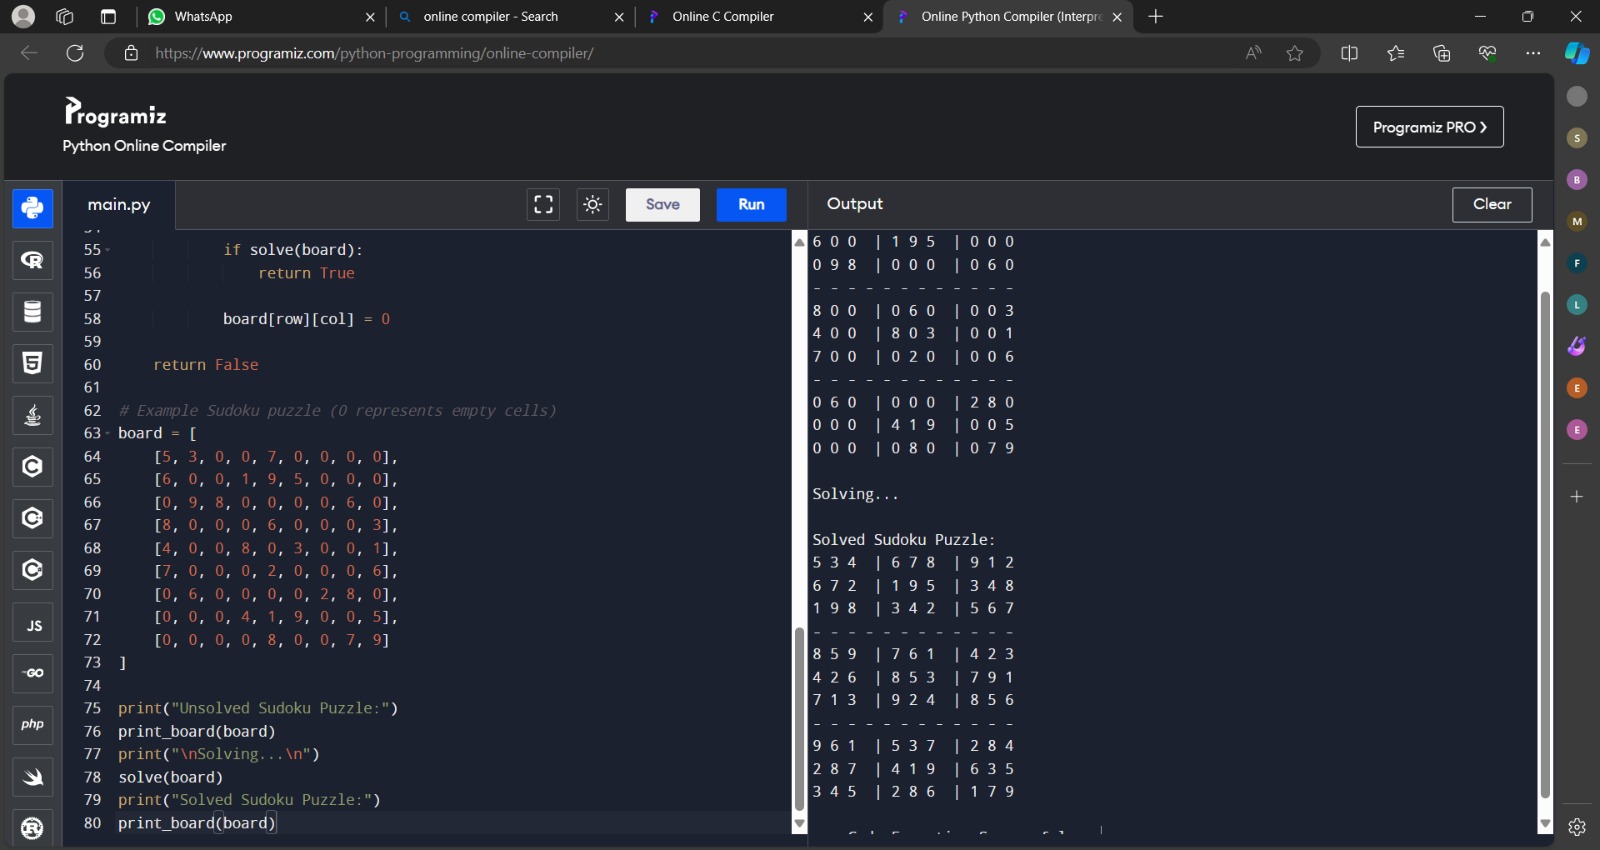 WhatsApp
online compiler - Search
Online C Compiler
Online Python Compiler (Interpre
https://www.programiz.com/python-programming/online-compiler/
Programiz
Python Online Compiler
Programiz PRO
main.py
Save
Run
Output
Clear
55 if solve(board):
56 return True
57
58 board[row][col] = 0
59
60 return False
61
62 # Example Sudoku puzzle (0 represents empty cells)
63 board = [
64 [5, 3, 0, 0, 7, 0, 0, 0, 0],
65 [6, 0, 0, 1, 9, 5, 0, 0, 0],
66 [0, 9, 8, 0, 0, 0, 0, 6, 0],
67 [8, 0, 0, 0, 6, 0, 0, 0, 3],
68 [4, 0, 0, 8, 0, 3, 0, 0, 1],
69 [7, 0, 0, 0, 2, 0, 0, 0, 6],
70 [0, 6, 0, 0, 0, 0, 2, 8, 0],
71 [0, 0, 0, 4, 1, 9, 0, 0, 5],
72 [0, 0, 0, 0, 8, 0, 0, 7, 9]
73 ]
74
75 print("Unsolved Sudoku Puzzle:")
76 print_board(board)
77 print("\nSolving...\n")
78 solve(board)
79 print("Solved Sudoku Puzzle:")
80 print_board(board)
6 0 0 | 1 9 5 | 0 0 0
0 9 8 | 0 0 0 | 0 6 0
- - - - - - - - - - - -
8 0 0 | 0 6 0 | 0 0 3
4 0 0 | 8 0 3 | 0 0 1
7 0 0 | 0 2 0 | 0 0 6
- - - - - - - - - - - -
0 6 0 | 0 0 0 | 2 8 0
0 0 0 | 4 1 9 | 0 0 5
0 0 0 | 0 8 0 | 0 7 9
Solving...
Solved Sudoku Puzzle:
5 3 4 | 6 7 8 | 9 1 2
6 7 2 | 1 9 5 | 3 4 8
1 9 8 | 3 4 2 | 5 6 7
- - - - - - - - - - - -
8 5 9 | 7 6 1 | 4 2 3
4 2 6 | 8 5 3 | 7 9 1
7 1 3 | 9 2 4 | 8 5 6
- - - - - - - - - - - -
9 6 1 | 5 3 7 | 2 8 4
2 8 7 | 4 1 9 | 6 3 5
3 4 5 | 2 8 6 | 1 7 9
R
5
C
C
C
JS
GO
php
S
B
M
F
L
E
E